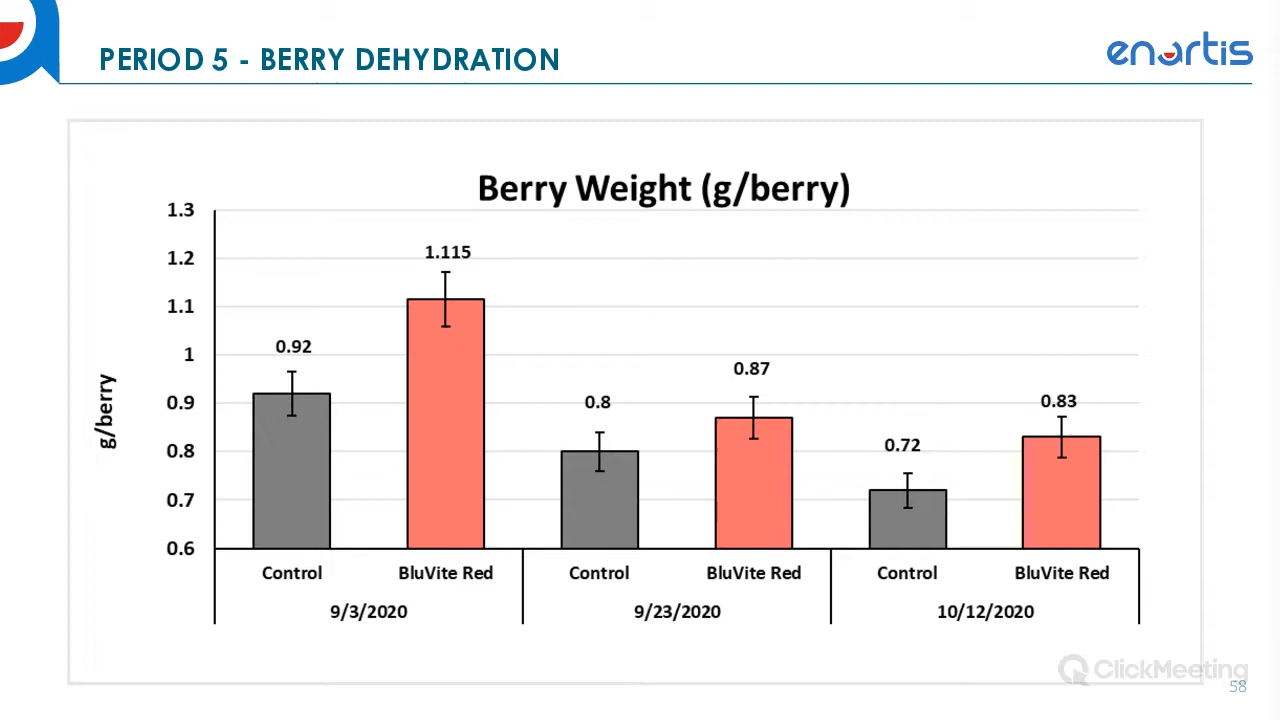 PERIOD 5 - BERRY DEHYDRATION
enartis
Berry Weight (g/berry)
1.3
1.2
1.1
1
0.9
0.8
0.7
0.6
g/berry
0.92
1.115
0.8
0.87
0.72
0.83
Control BluVite Red Control BluVite Red Control BluVite Red
9/3/2020 9/23/2020 10/12/2020
ClickMeeting
58